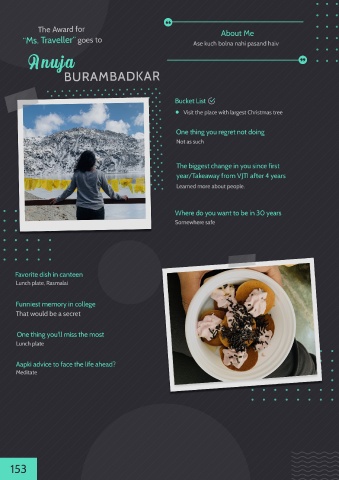 The Award for
"Ms. Traveller" goes to
Anuja
BURAMBADKAR
About Me
Ase kuch bolna nahi pasand haiv
Bucket List
Visit the place with largest Christmas tree
One thing you regret not doing
Not as such
The biggest change in you since first
year/Takeaway from VJTI after 4 years
Learned more about people.
Where do you want to be in 30 years
Somewhere safe
Favorite dish in canteen
Lunch plate, Rasmalai
Funniest memory in college
That would be a secret
One thing you'll miss the most
Lunch plate
Aapki advice to face the life ahead?
Meditate
153